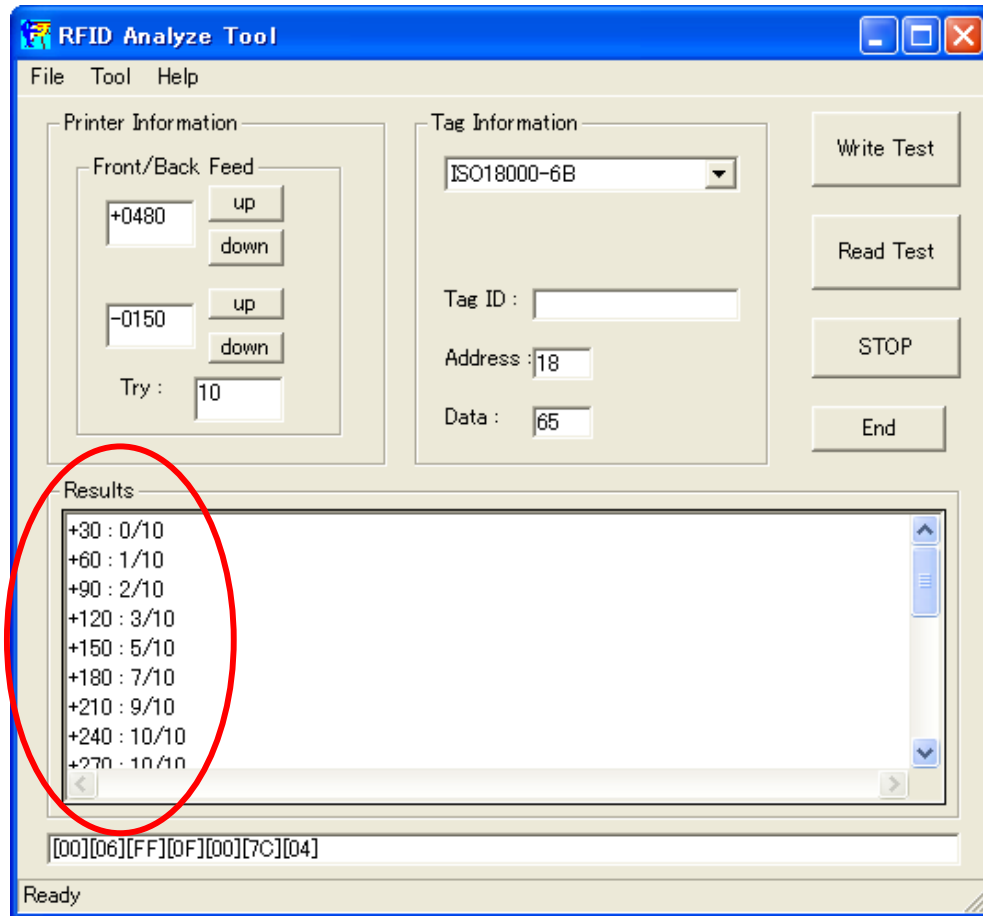 RFID Analyze Tool
File Tool Help
Printer Information
Front/Back Feed
+0480
up
down
-0150
up
down
Try : 10
Tag Information
ISO18000-6B
Tag ID :
Address : 18
Data : 65
Write Test
Read Test
STOP
End
Results
+30 : 0/10
+60 : 1/10
+90 : 2/10
+120 : 3/10
+150 : 5/10
+180 : 7/10
+210 : 9/10
+240 : 10/10
+270 : 10/10
[00][06][FF][0F][00][7C][04]
Ready